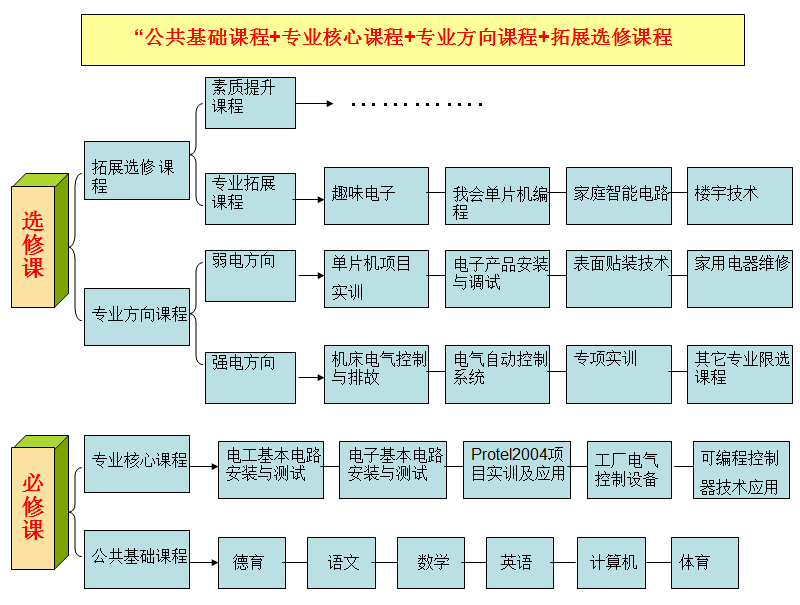 “公共基础课程+专业核心课程+专业方向课程+拓展选修课程
素质提升
课程
·············
拓展选修 课
程
专业拓展
课程
趣味电子
我会单片机编
程
家庭智能电路
楼宇技术
选
修
课
弱电方向
单片机项目
实训
电子产品安装
与调试
表面贴装技术
家用电器维修
专业方向课程
强电方向
机床电气控制
与排故
电气自动控制
系统
专项实训
其它专业限选
课程
必
修
课
专业核心课程
电工基本电路
安装与测试
电子基本电路
安装与测试
Protel2004项
目实训及应用
工厂电气
控制设备
可编程控制
器技术应用
公共基础课程
德育
语文
数学
英语
计算机
体育